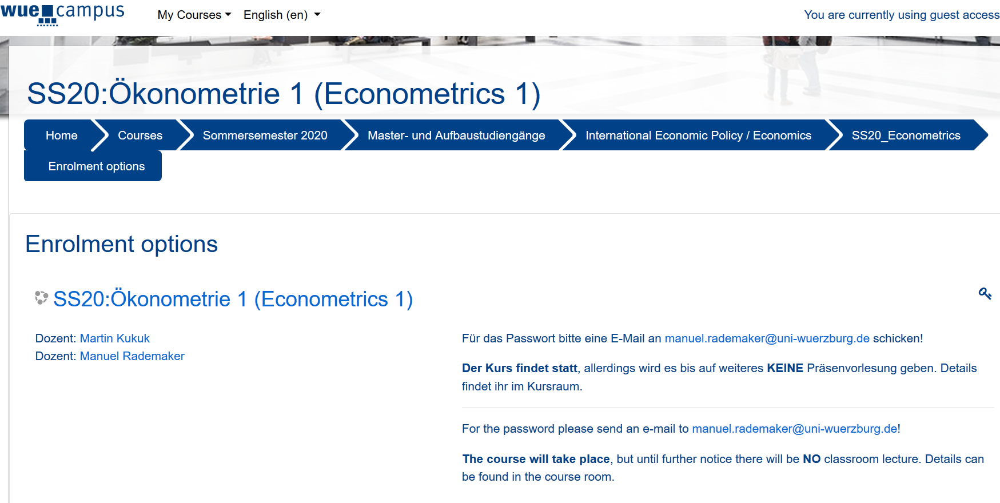 wue campus
My Courses
English (en)
You are currently using guest access
SS20:Ökonometrie 1 (Econometrics 1)
Home
Courses
Sommersemester 2020
Master- und Aufbaustudiengänge
International Economic Policy / Economics
SS20_Econometrics
Enrolment options
Enrolment options
SS20:Ökonometrie 1 (Econometrics 1)
Dozent: Martin Kukuk
Dozent: Manuel Rademaker
Für das Passwort bitte eine E-Mail an manuel.rademaker@uni-wuerzburg.de schicken!
Der Kurs findet statt, allerdings wird es bis auf weiteres KEINE Präsenvorlesung geben. Details
findet ihr im Kursraum.
For the password please send an e-mail to manuel.rademaker@uni-wuerzburg.de!
The course will take place, but until further notice there will be NO classroom lecture. Details can
be found in the course room.